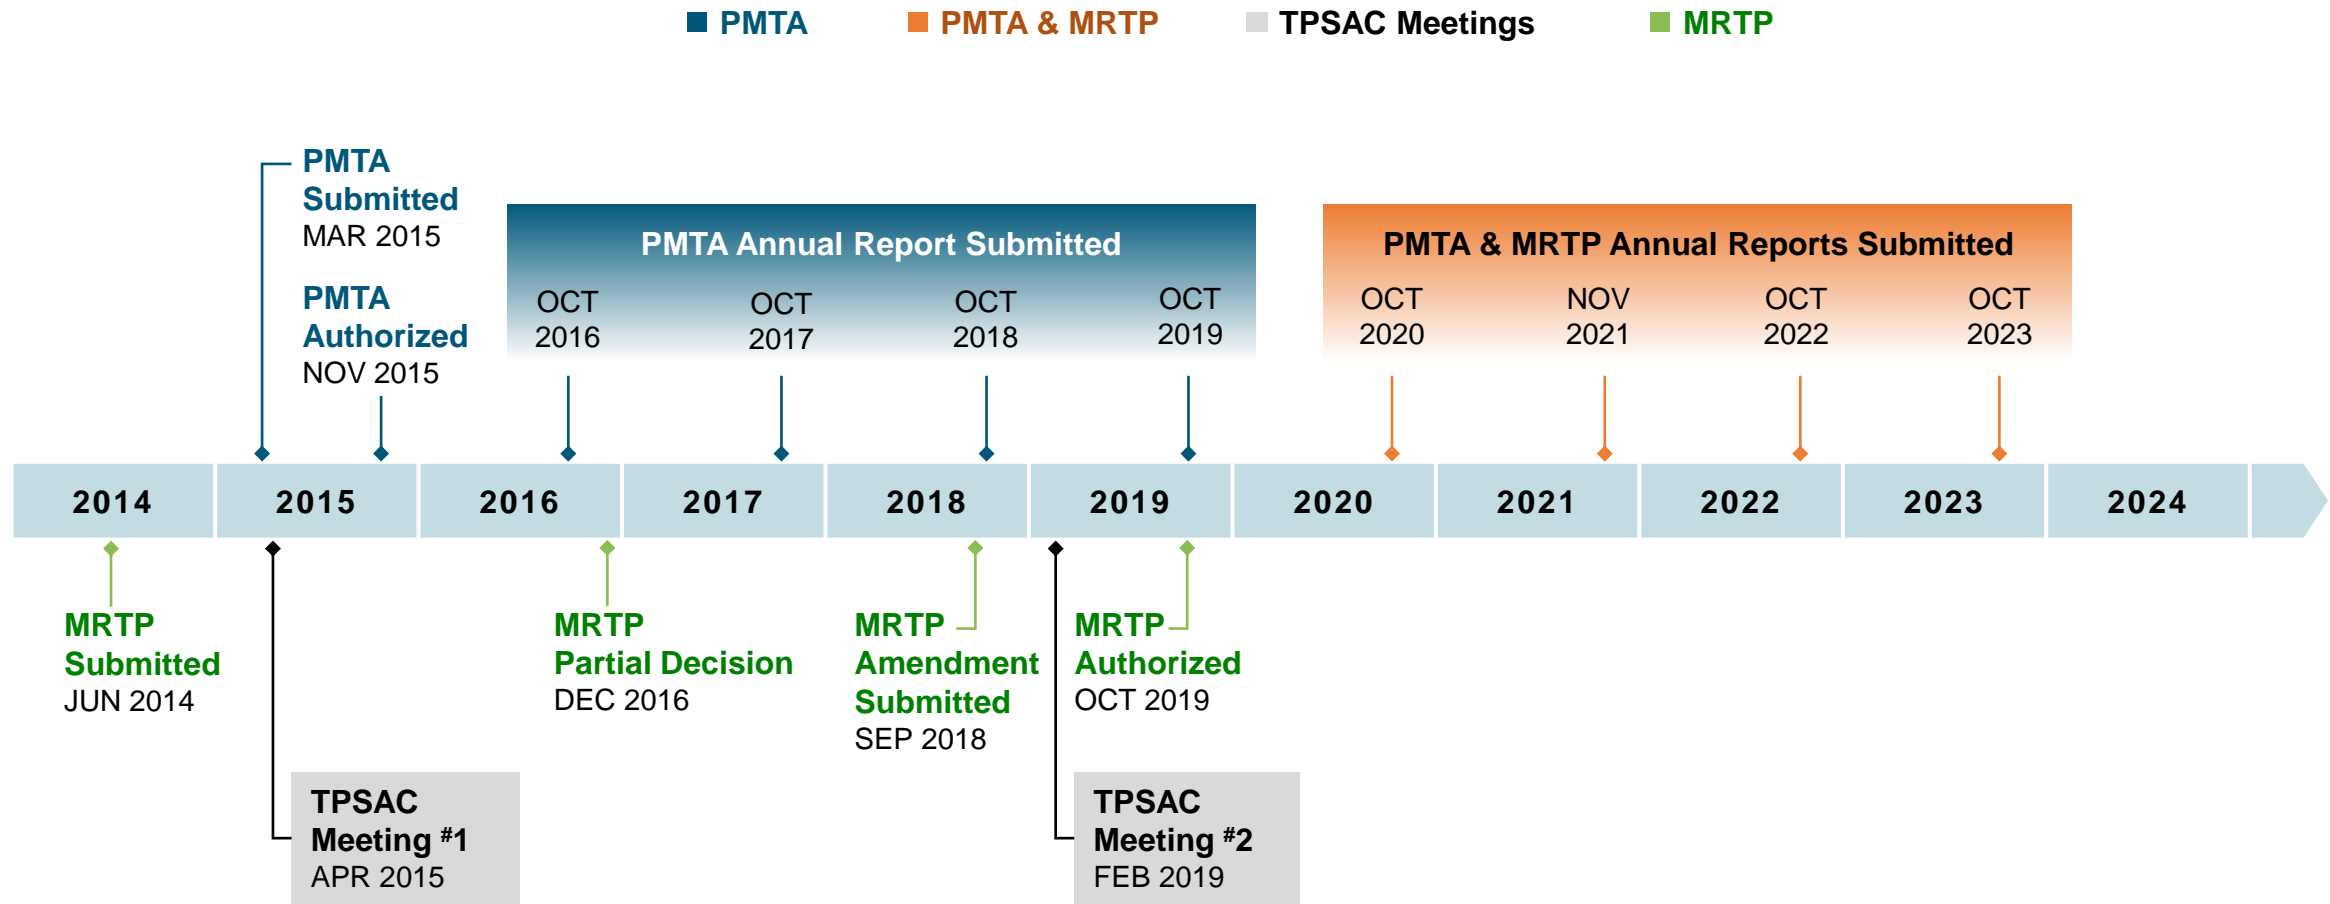 PMTA
PMTA & MRTP
TPSAC Meetings
MRTP
PMTA
Submitted
MAR 2015
PMTA
Authorized
NOV 2015
PMTA Annual Report Submitted
OCT
2016
OCT
2017
OCT
2018
OCT
2019
PMTA & MRTP Annual Reports Submitted
OCT
2020
NOV
2021
OCT
2022
OCT
2023
2014
2015
2016
2017
2018
2019
2020
2021
2022
2023
2024
MRTP
Submitted
JUN 2014
MRTP
Partial Decision
DEC 2016
MRTP
Amendment
Submitted
SEP 2018
MRTP
Authorized
OCT 2019
TPSAC
Meeting #1
APR 2015
TPSAC
Meeting #2
FEB 2019